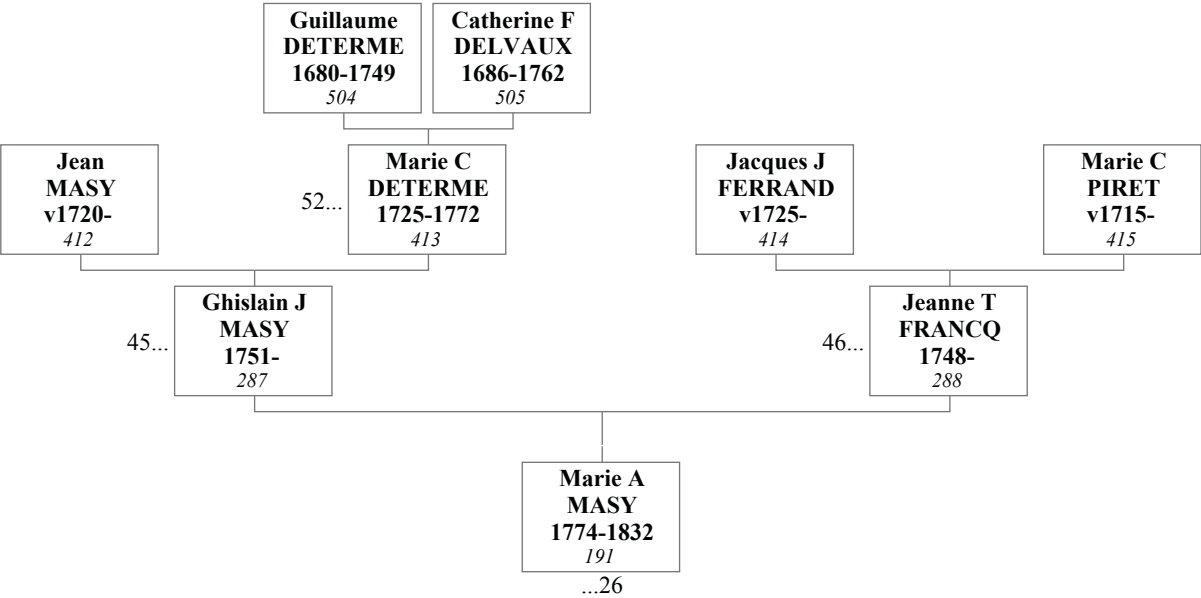 Guillaume
DETERME
1680-1749
504
Catherine F
DELVAUX
1686-1762
505
Jean
MASY
v1720-
412
52...
Marie C
DETERME
1725-1772
413
Jacques J
FERRAND
v1725-
414
Marie C
PIRET
v1715-
415
45...
Ghislain J
MASY
1751-
287
46...
Jeanne T
FRANCQ
1748-
288
Marie A
MASY
1774-1832
191
...26